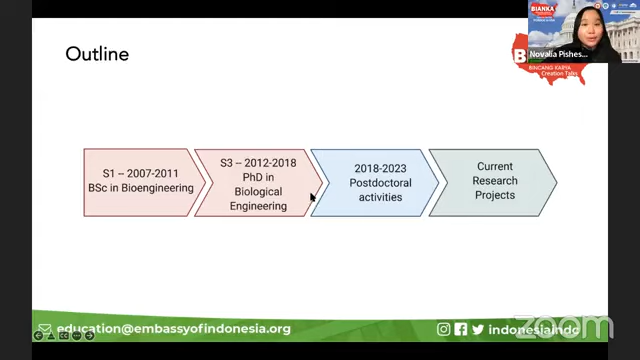 Outline
BIANKA
Novalia Pishes...
B
BINCANG KARYA
Creation Talks
S1 -- 2007-2011
BSc in Bioengineering
S3 -- 2012-2018
PhD in
Biological
Engineering
2018-2023
Postdoctoral
activities
Current
Research
Projects
education@embassyofindonesia.org
indonesiaindc
zoom